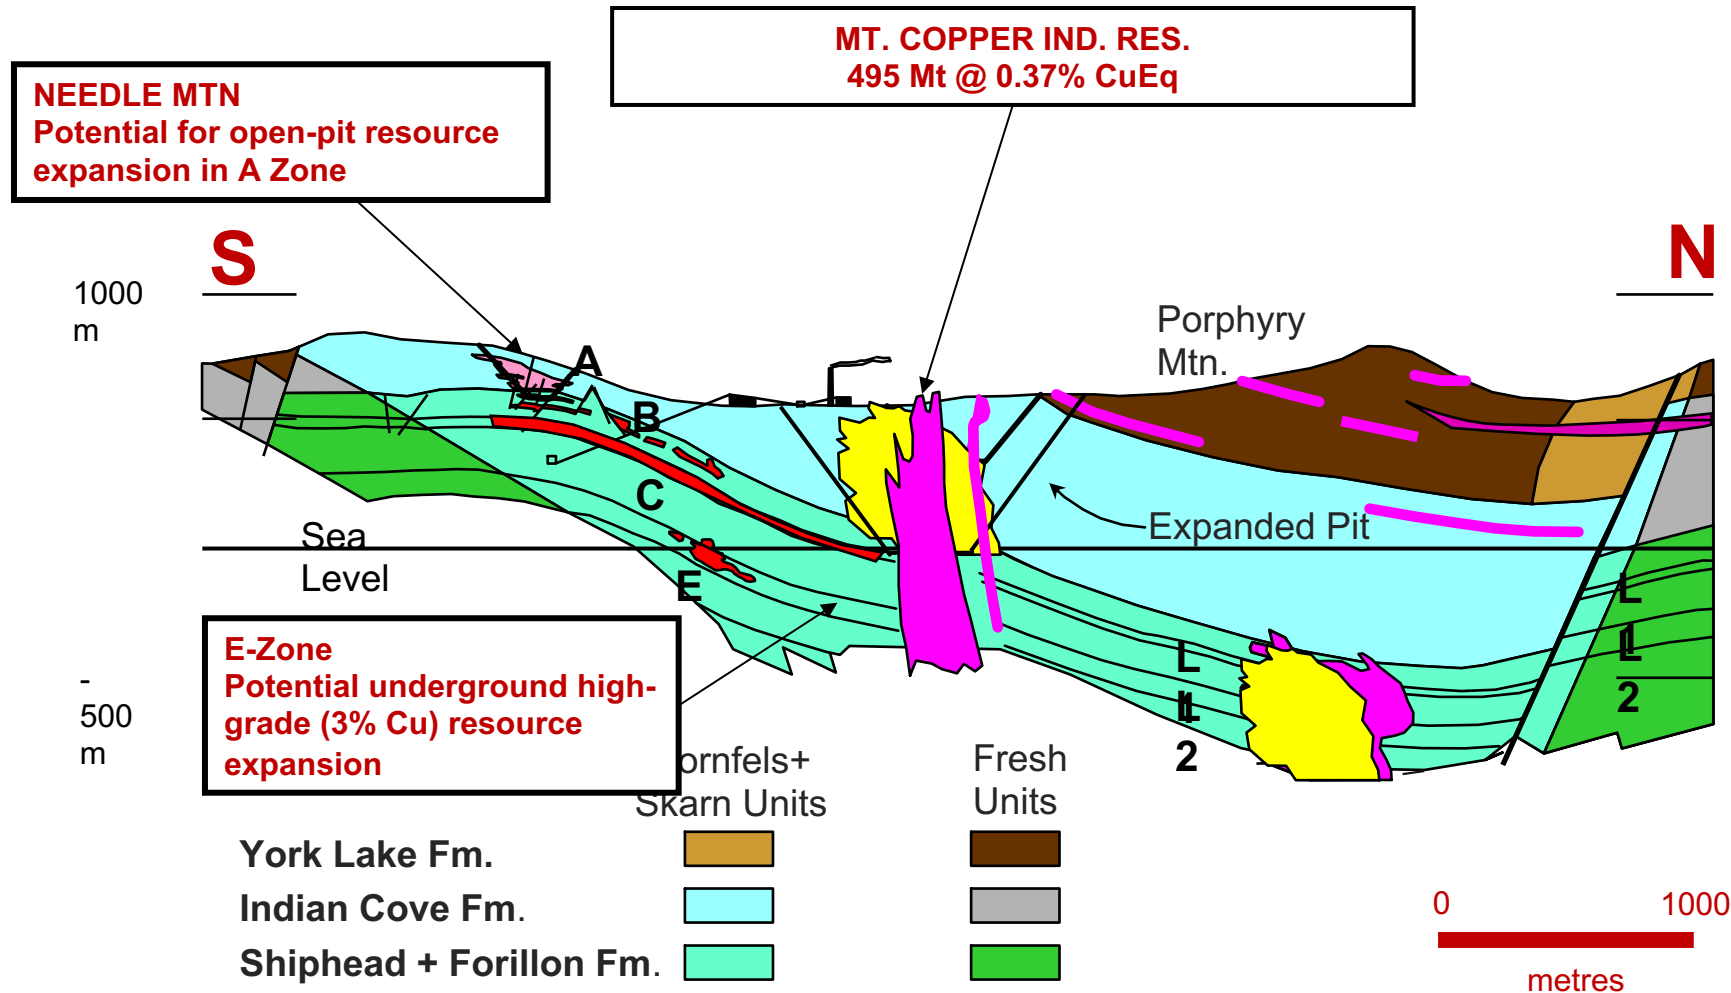 MT. COPPER IND. RES.
495 Mt @ 0.37% CuEq
NEEDLE MTN
Potential for open-pit resource
expansion in A Zone
S
N
1000
m
Porphyry
Mtn.
A
B
C
E
Expanded Pit
Sea
Level
L
1
L
2
L
1
L
2
E-Zone
Potential underground high-
grade (3% Cu) resource
expansion
-
500
m
ornfels+
Skarn Units
Fresh
Units
York Lake Fm.
Indian Cove Fm.
Shiphead + Forillon Fm.
0
1000
metres